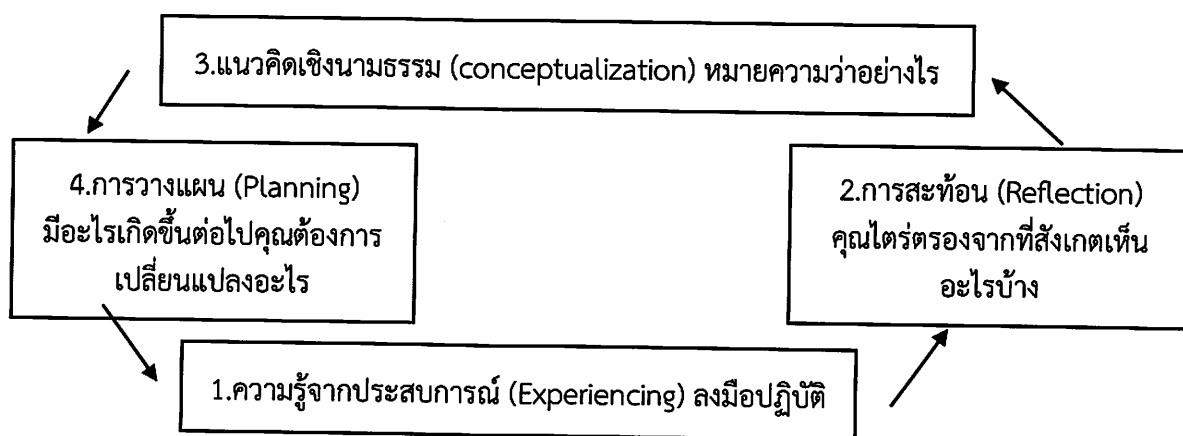 3.แนวคิดเชิงนามธรรม (conceptualization) หมายความว่าอย่างไร
4.การวางแผน (Planning)
มีอะไรเกิดขึ้นต่อไปคุณต้องการ
เปลี่ยนแปลงอะไร
2.การสะท้อน (Reflection)
คุณไตร่ตรองจากที่สังเกตเห็น
อะไรบ้าง
1.ความรู้จากประสบการณ์ (Experiencing) ลงมือปฏิบัติ